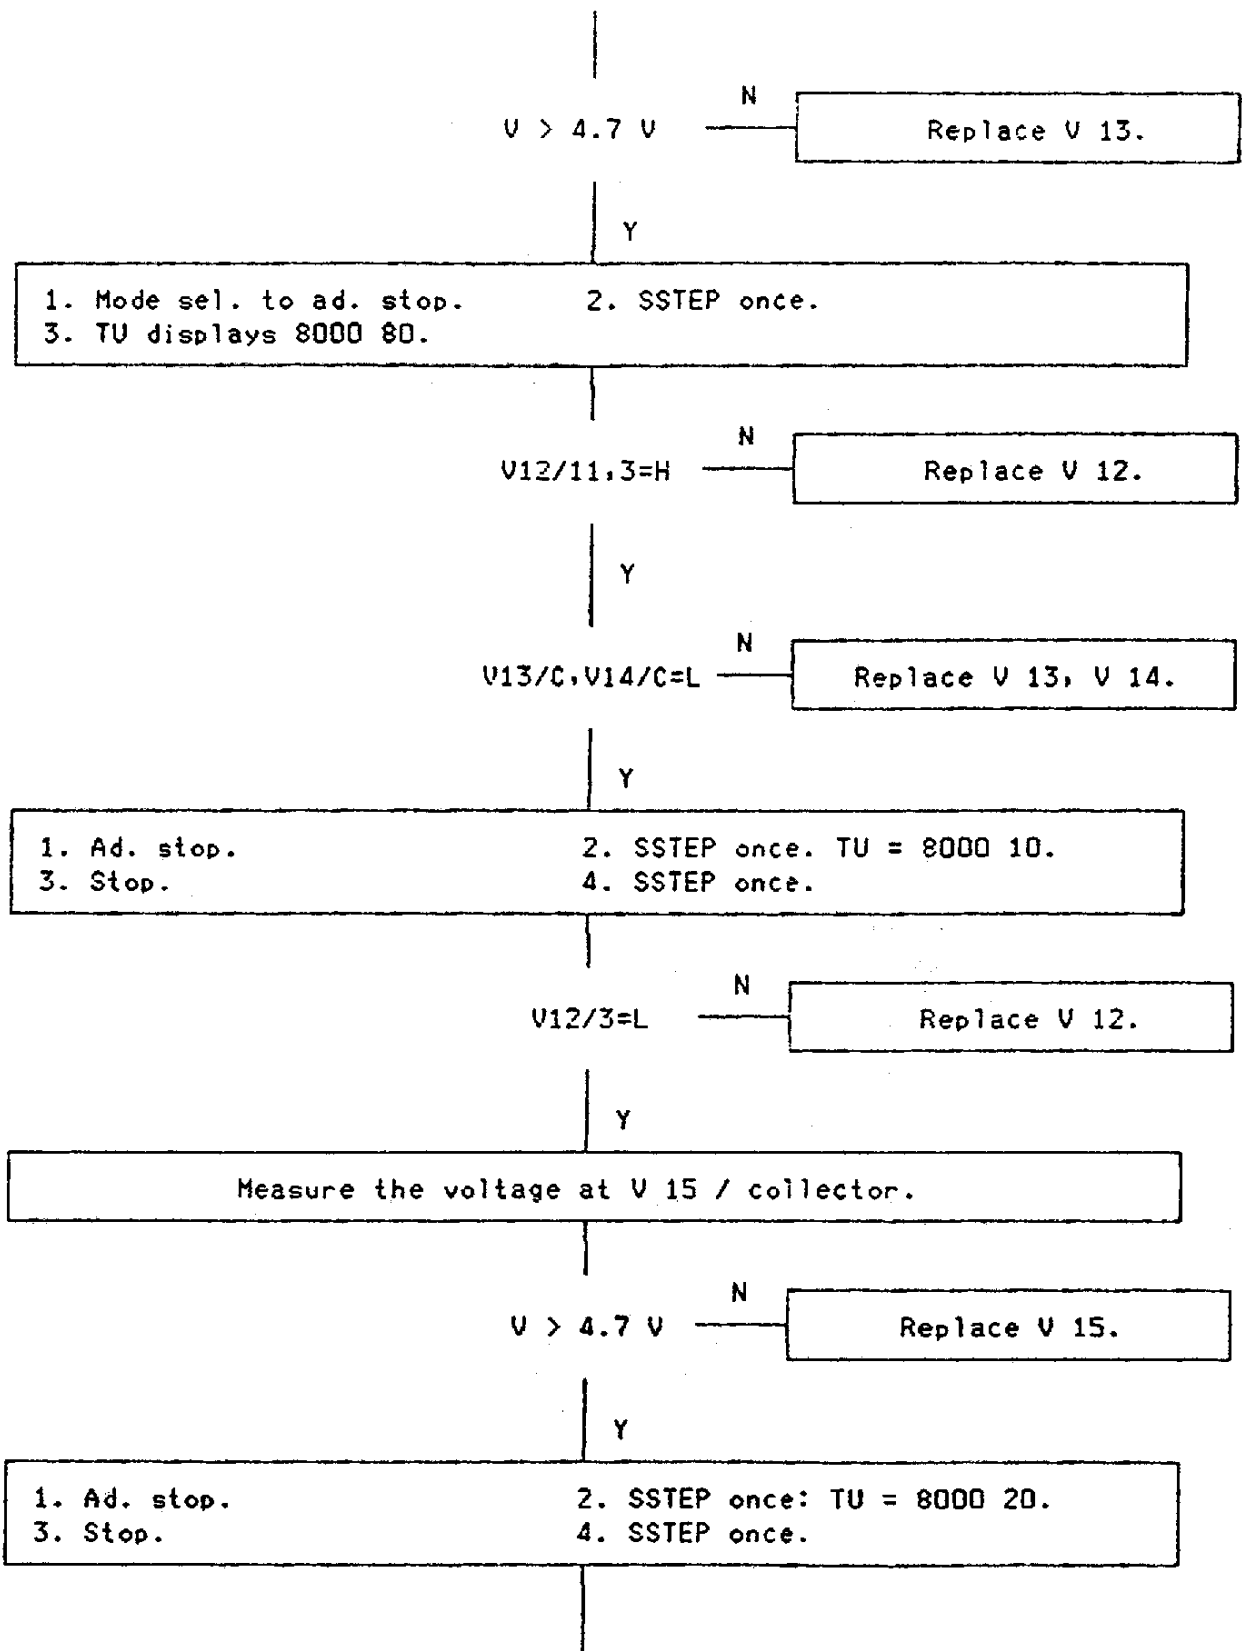 N
V > 4.7 V
Replace V 13.
Y
1. Mode sel. to ad. stop. 2. SSTEP once.
3. TU displays 8000 80.
N
V12/11,3=H
Replace V 12.
Y
N
V13/C,V14/C=L
Replace V 13, V 14.
Y
1. Ad. stop. 2. SSTEP once. TU = 8000 10.
3. Stop. 4. SSTEP once.
N
V12/3=L
Replace V 12.
Y
Measure the voltage at V 15 / collector.
N
V > 4.7 V
Replace V 15.
Y
1. Ad. stop. 2. SSTEP once: TU = 8000 20.
3. Stop. 4. SSTEP once.